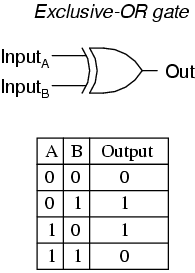 Exclusive-OR gate
InputA
Out
InputB
A B Output
0 0 0
0 1 1
1 0 1
1 1 0